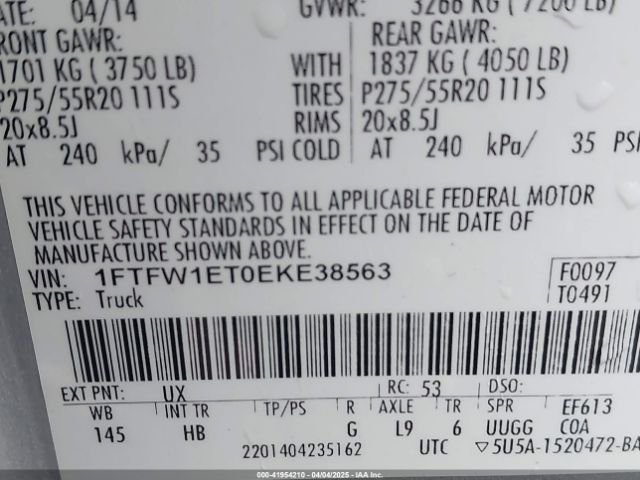 DATE: 04/14 GVWR: 3266 KG ( 7200 LB)
FRONT GAWR: REAR GAWR:
1701 KG ( 3750 LB) WITH 1837 KG ( 4050 LB)
P275/55R20 111S TIRES P275/55R20 111S
20x8.5J RIMS 20x8.5J
AT 240 kPa/ 35 PSI COLD AT 240 kPa/ 35 PSI
THIS VEHICLE CONFORMS TO ALL APPLICABLE FEDERAL MOTOR
VEHICLE SAFETY STANDARDS IN EFFECT ON THE DATE OF
MANUFACTURE SHOWN ABOVE.
VIN: 1FTFW1ET0EKE38563 F0097
TYPE: Truck T0491
EXT PNT: UX RC: 53 DSO:
WB INT TR TP/PS R AXLE TR SPR EF613
145 HB G L9 6 UUGG COA
2201404235162 UTC ▽5U5A-1520472-BA
000-41954210 - 04/04/2025 - IAAI.com